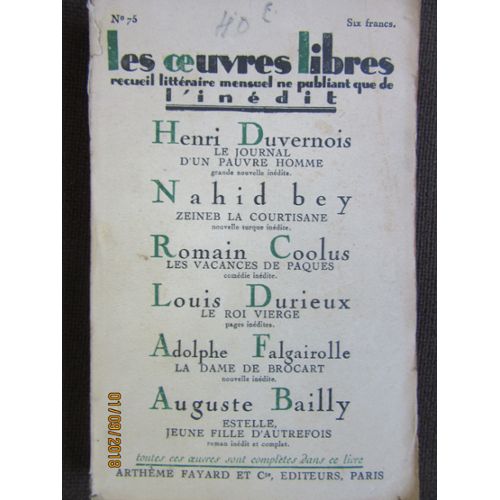 Nº 75
40 E.
Six francs.
les œuvres libres
recueil littéraire mensuel ne publiant que de
l'inédit
Henri Duvernois
LE JOURNAL
D'UN PAUVRE HOMME
grande nouvelle inédite.
Nahid bey
ZEINEB LA COURTISANE
nouvelle turque inédite.
Romain Coolus
LES VACANCES DE PAQUES
comédie inédite.
Louis Durieux
LE ROI VIERGE
pages inédites.
Adolphe Falgairolle
LA DAME DE BROCART
nouvelle inédite.
Auguste Bailly
ESTELLE,
JEUNE FILLE D'AUTREFOIS
roman inédit et complet.
toutes ces œuvres sont complètes dans ce livre
ARTHÈME FAYARD ET Cie, EDITEURS, PARIS
01/09/2018